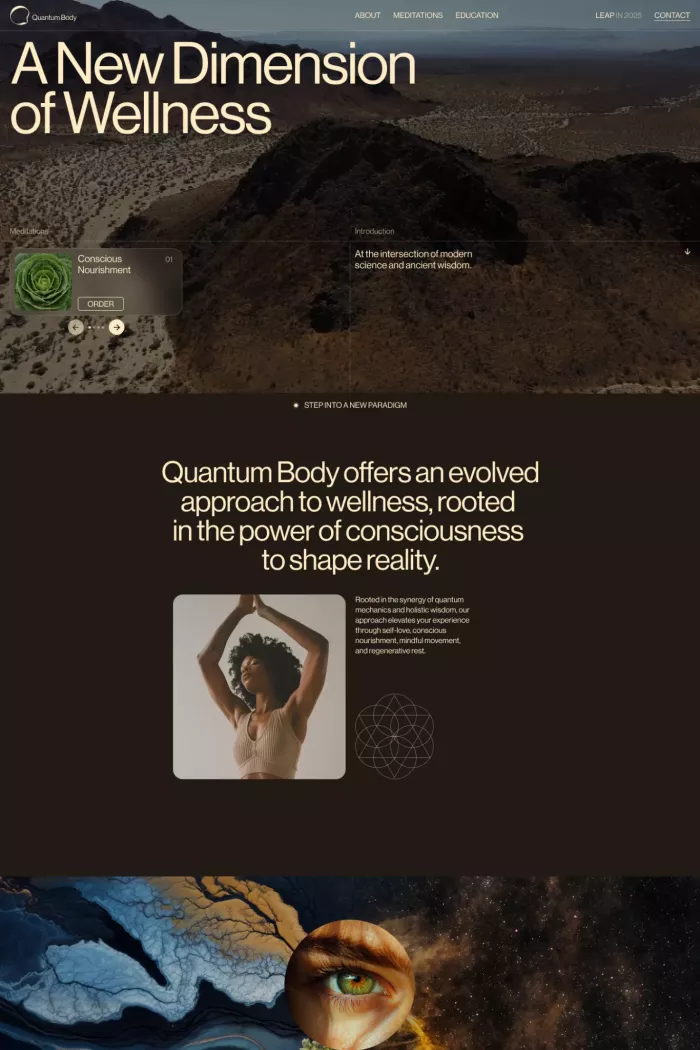 Quantum Body
ABOUT
MEDITATIONS
EDUCATION
LEAP IN 2025
CONTACT
A New Dimension
of Wellness
Meditations
Conscious
Nourishment
01
ORDER
Introduction
At the intersection of modern
science and ancient wisdom.
STEP INTO A NEW PARADIGM
Quantum Body offers an evolved
approach to wellness, rooted
in the power of consciousness
to shape reality.
Rooted in the synergy of quantum
mechanics and holistic wisdom, our
approach elevates your experience
through self-love, conscious
nourishment, mindful movement,
and regenerative rest.